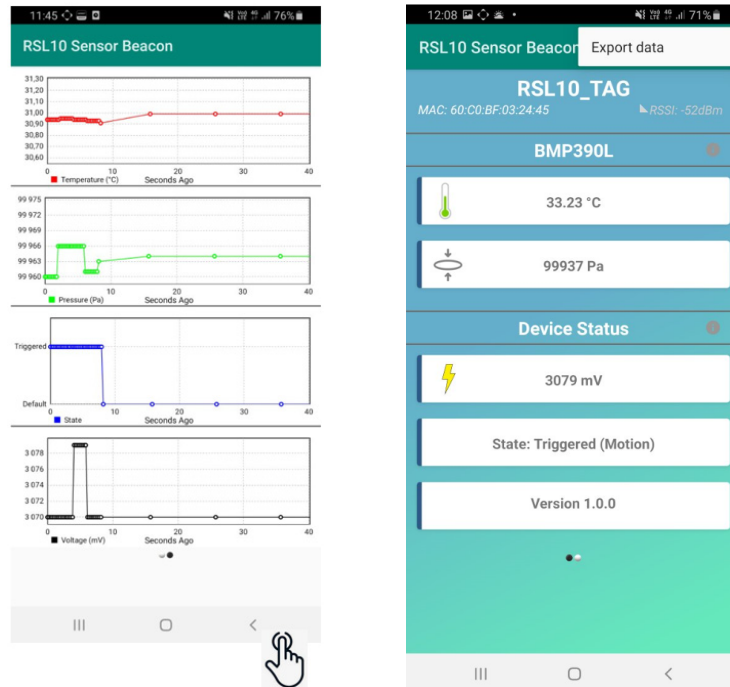 11:45
76%
RSL10 Sensor Beacon
31,30
31,20
31,10
31,00
30,90
30,80
30,70
30,60
0 10 20 30 40
Temperature (°C) Seconds Ago
99 975
99 972
99 969
99 966
99 963
99 960
0 10 20 30 40
Pressure (Pa) Seconds Ago
Triggered
Default
0 10 20 30 40
State Seconds Ago
3 078
3 076
3 074
3 072
3 070
0 10 20 30 40
Voltage (mV) Seconds Ago
12:08
71%
RSL10 Sensor Beacon
Export data
RSL10_TAG
MAC: 60:C0:BF:03:24:45 RSSI: -52dBm
BMP390L
33.23 °C
99937 Pa
Device Status
3079 mV
State: Triggered (Motion)
Version 1.0.0